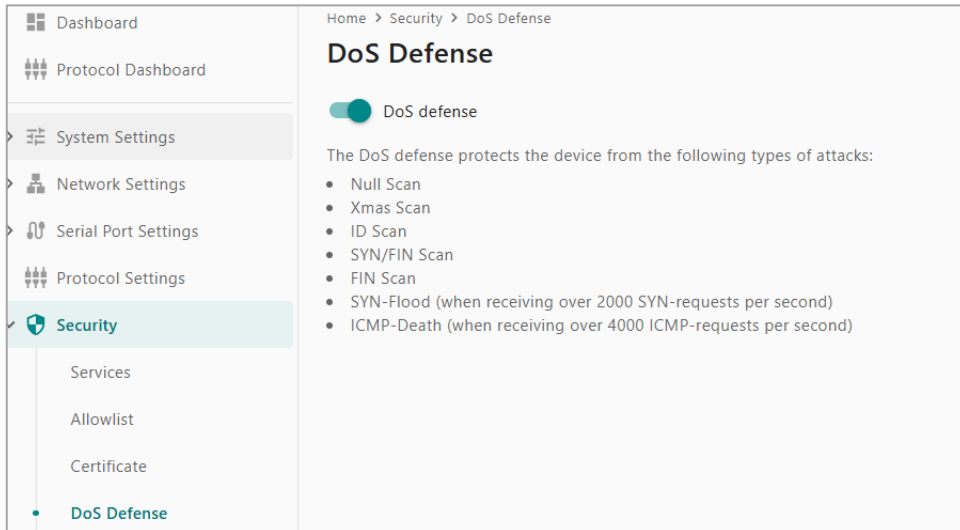 Dashboard
Protocol Dashboard
System Settings
Network Settings
Serial Port Settings
Protocol Settings
Security
Services
Allowlist
Certificate
DoS Defense
Home > Security > DoS Defense
DoS Defense
DoS defense
The DoS defense protects the device from the following types of attacks:
• Null Scan
• Xmas Scan
• ID Scan
• SYN/FIN Scan
• FIN Scan
• SYN-Flood (when receiving over 2000 SYN-requests per second)
• ICMP-Death (when receiving over 4000 ICMP-requests per second)